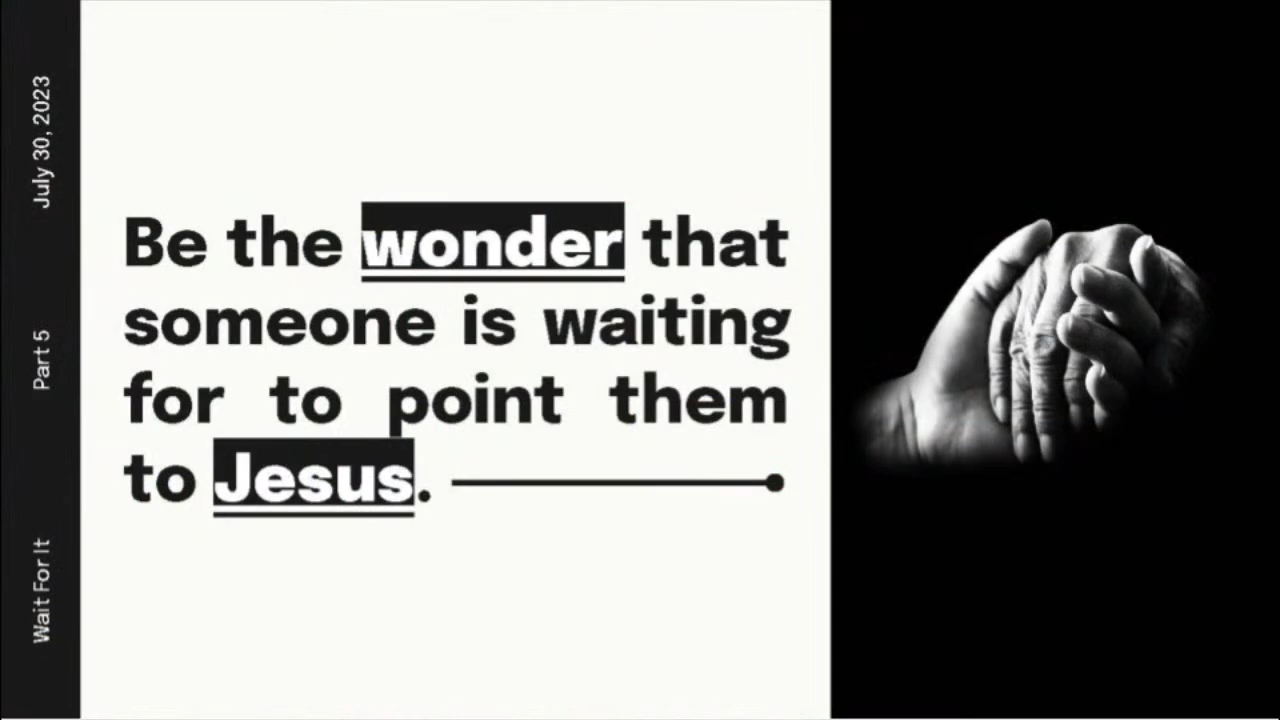 July 30, 2023
Part 5
Wait For It
Be the wonder that
someone is waiting
for to point them
to Jesus.